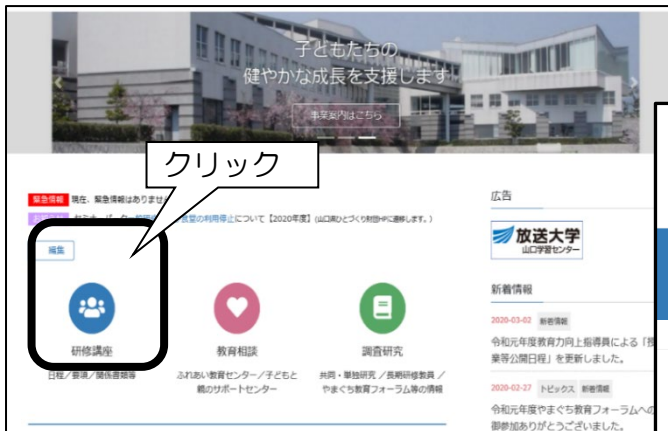 子どもたちの
健やかな成長を支援します
事業案内はこちら
クリック
緊急情報 現在、緊急情報はありませ
食堂の利用停止について【2020年度】(山口県ひとづくり財団HPに遷移します。)
編集
研修講座
日程/要項/関係書類等
教育相談
ふれあい教育センター/子どもと
親のサポートセンター
調査研究
共同・単独研究/長期研修教員/
やまぐち教育フォーラム等の情報
広告
放送大学
山口学習センター
新着情報
2020-03-02 新着情報
令和元年度教育力向上指導員による「授
業等公開日程」を更新しました。
2020-02-27 トピックス 新着情報
令和元年度やまぐち教育フォーラムへの
御参加ありがとうございました。